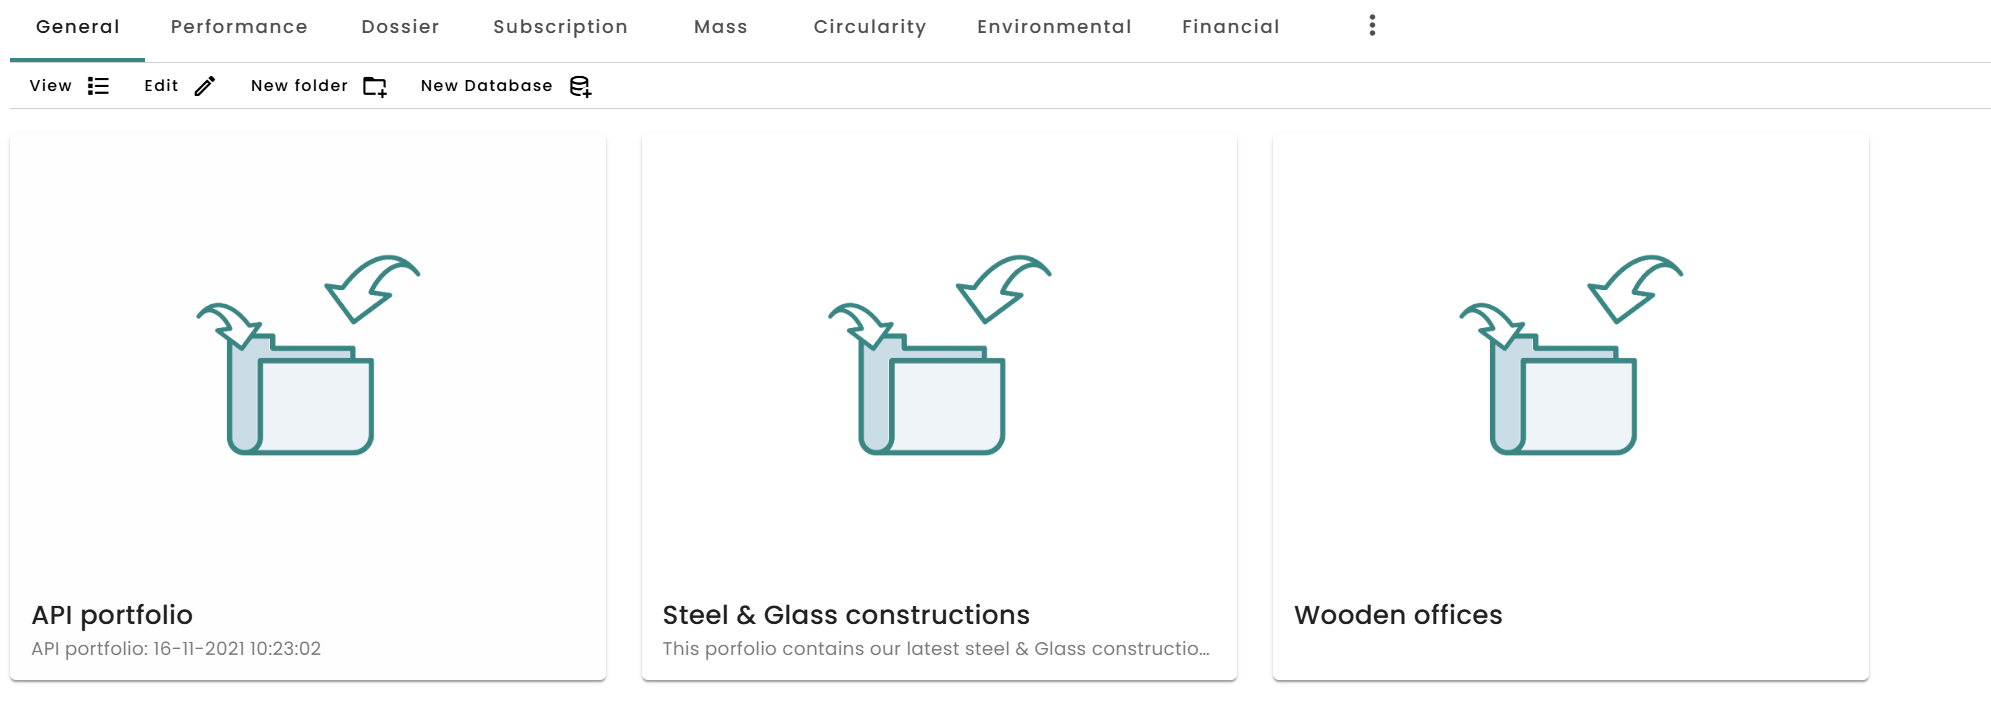 General Performance Dossier Subscription Mass Circularity Environmental Financial
View Edit New folder New Database
API portfolio
API portfolio: 16-11-2021 10:23:02
Steel & Glass constructions
This porfolio contains our latest steel & Glass constructio...
Wooden offices